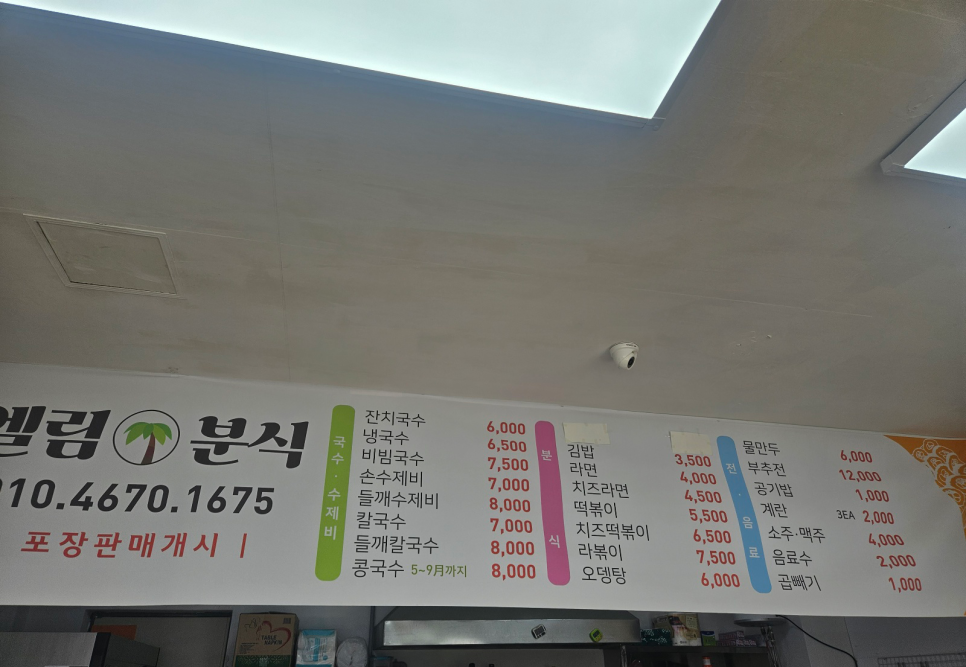 엘림 분식
010.4670.1675
포장판매개시 |
국수·수제비
잔치국수 6,000
냉국수 6,500
비빔국수 7,500
손수제비 7,000
들깨수제비 8,000
칼국수 7,000
들깨칼국수 8,000
콩국수 5~9月까지 8,000
분식
김밥 3,500
라면 4,000
치즈라면 4,500
떡볶이 5,500
치즈떡볶이 6,500
라볶이 7,500
오뎅탕 6,000
전·음료
물만두 6,000
부추전 12,000
공기밥 1,000
계란 3EA 2,000
소주·맥주 4,000
음료수 2,000
곱빼기 1,000